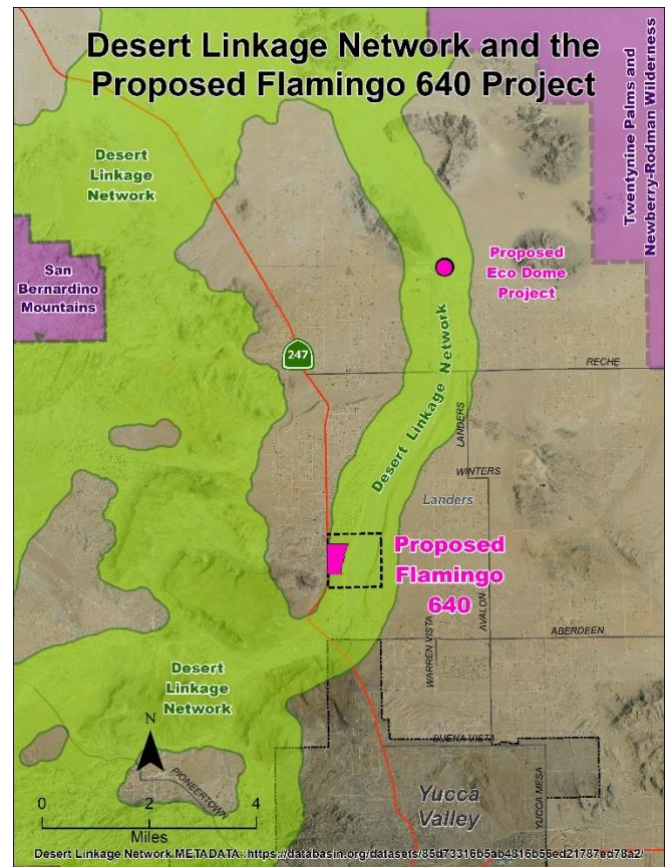 Desert Linkage Network and the
Proposed Flamingo 640 Project
Desert
Linkage
Network
Twentynine Palms and
Newberry-Rodman Wilderness
San
Bernardino
Mountains
Proposed
Eco Dome
Project
247
RECHE
Desert Linkage Network
LANDERS
WINTERS
Landers
Proposed
Flamingo
640
WARREN VISTA
AVALON
ABERDEEN
Desert
Linkage
Network
N
PIONEERTOWN
BUENA VISTA
Yucca
Valley
YUCCA MESA
0 2 4
Miles
Desert Linkage Network METADATA: https://databasin.org/datasets/85d73316b5ab4816b56ed21787ed78a2/